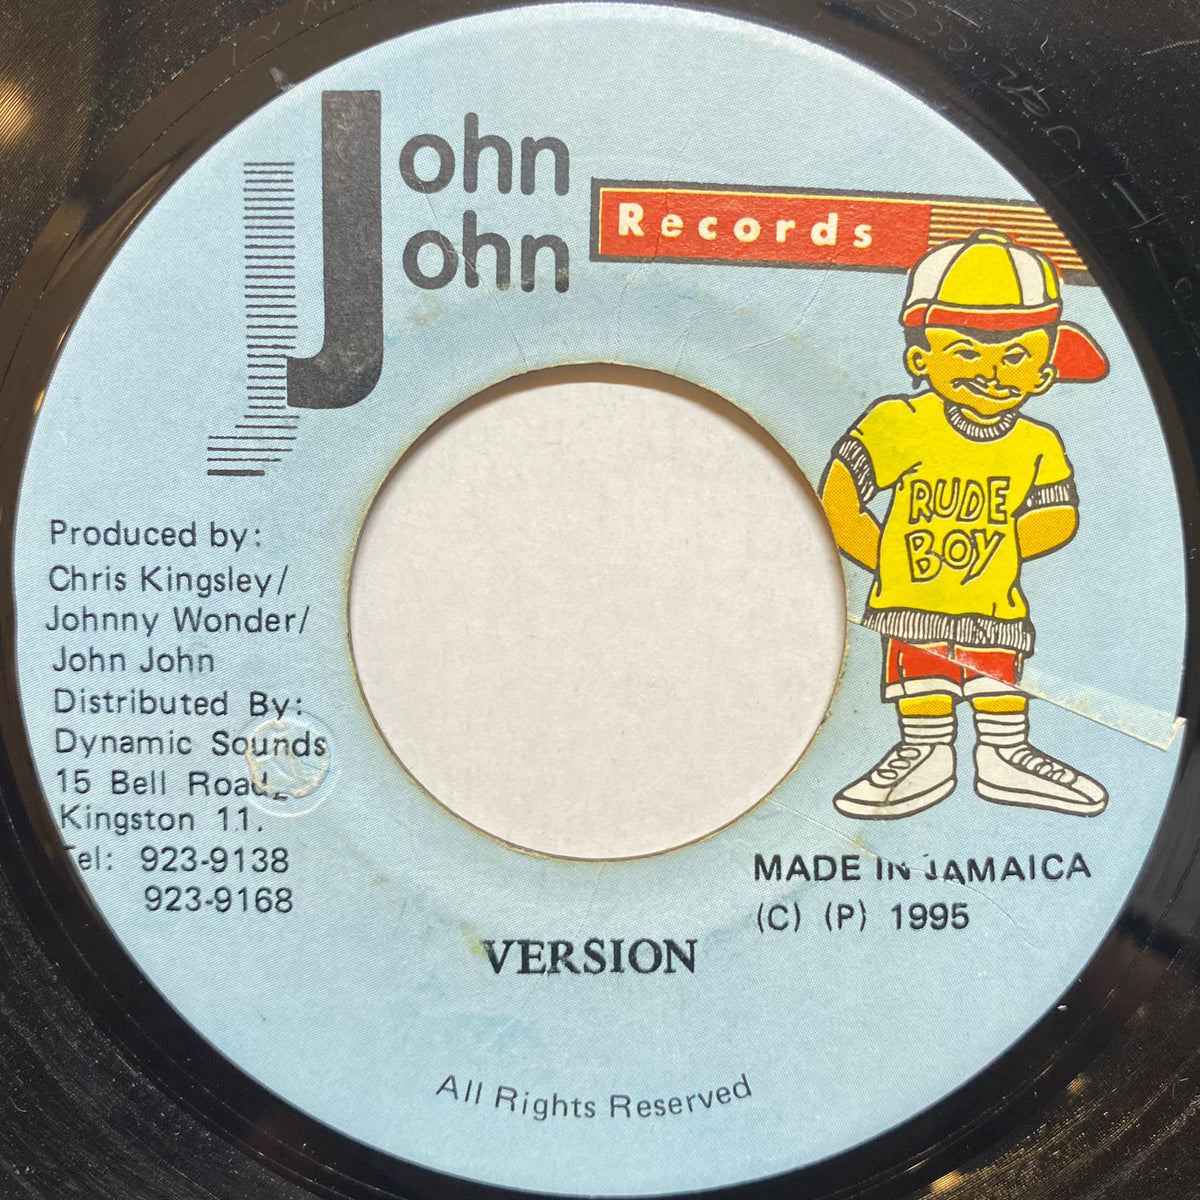 John
John
Records
RUDE
BOY
Produced by:
Chris Kingsley/
Johnny Wonder/
John John
Distributed By:
Dynamic Sounds
15 Bell Road,
Kingston 11.
Tel: 923-9138
923-9168
MADE IN JAMAICA
(C) (P) 1995
VERSION
All Rights Reserved